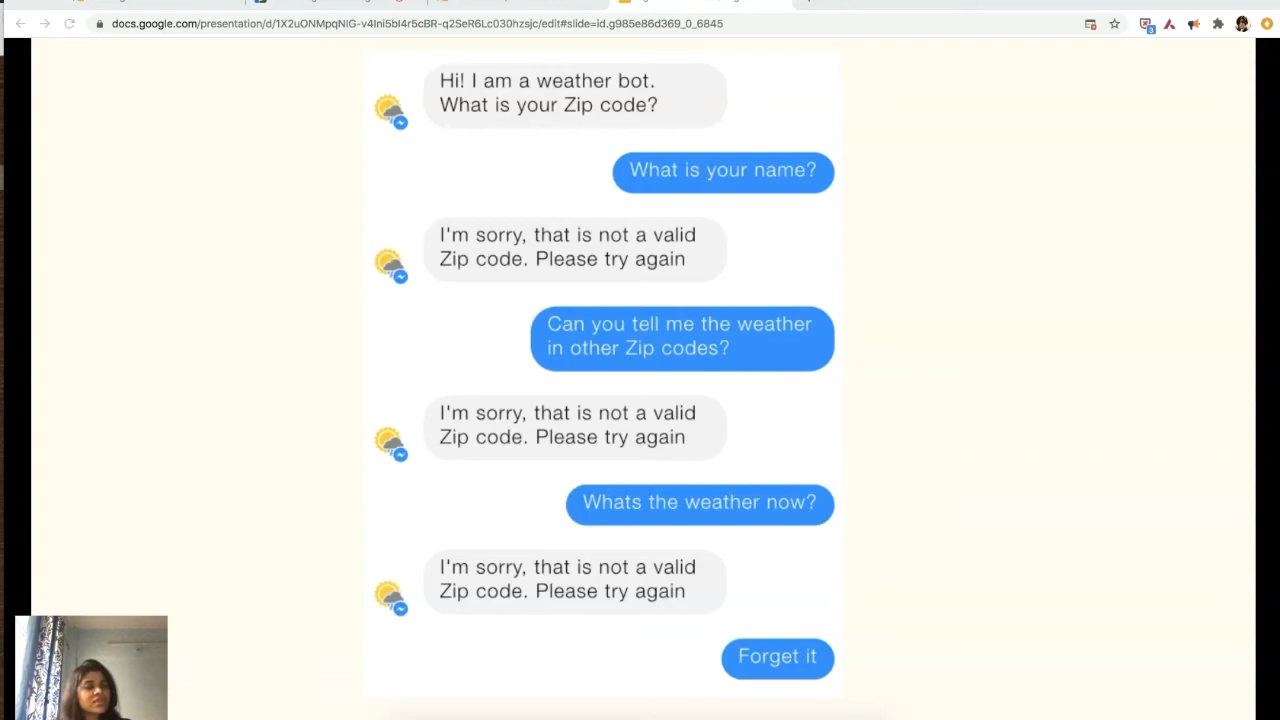 docs.google.com/presentation/d/1X2uONMpqNIG-v4Ini5bI4r5cBR-q2SeR6Lc030hzsjc/edit#slide=id.g985e86d369_0_6845
3
Hi! I am a weather bot.
What is your Zip code?
What is your name?
I'm sorry, that is not a valid
Zip code. Please try again
Can you tell me the weather
in other Zip codes?
I'm sorry, that is not a valid
Zip code. Please try again
Whats the weather now?
I'm sorry, that is not a valid
Zip code. Please try again
Forget it